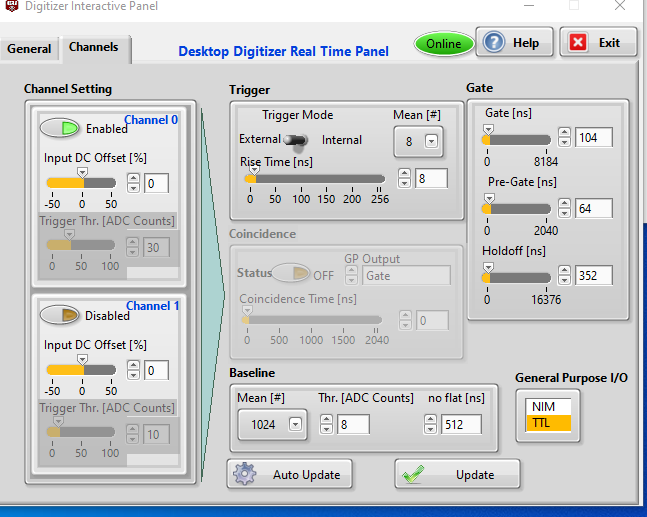 Digitizer Interactive Panel
General
Channels
Desktop Digitizer Real Time Panel
Online
Help
Exit
Channel Setting
Channel 0
Enabled
Input DC Offset [%]
0
-50 0 50
Trigger Thr. [ADC Counts]
30
0 50 100
Channel 1
Disabled
Input DC Offset [%]
0
-50 0 50
Trigger Thr. [ADC Counts]
10
0 50 100
Trigger
Trigger Mode
External
Internal
Mean [#]
8
Rise Time [ns]
8
0 50 100 150 200 256
Coincidence
Status
OFF
GP Output
Gate
Coincidence Time [ns]
0
0 500 1000 1500 2040
Baseline
Mean [#]
1024
Thr. [ADC Counts]
8
no flat [ns]
512
Auto Update
Update
Gate
Gate [ns]
104
0 8184
Pre-Gate [ns]
64
0 2040
Holdoff [ns]
352
0 16376
General Purpose I/O
NIM
TTL